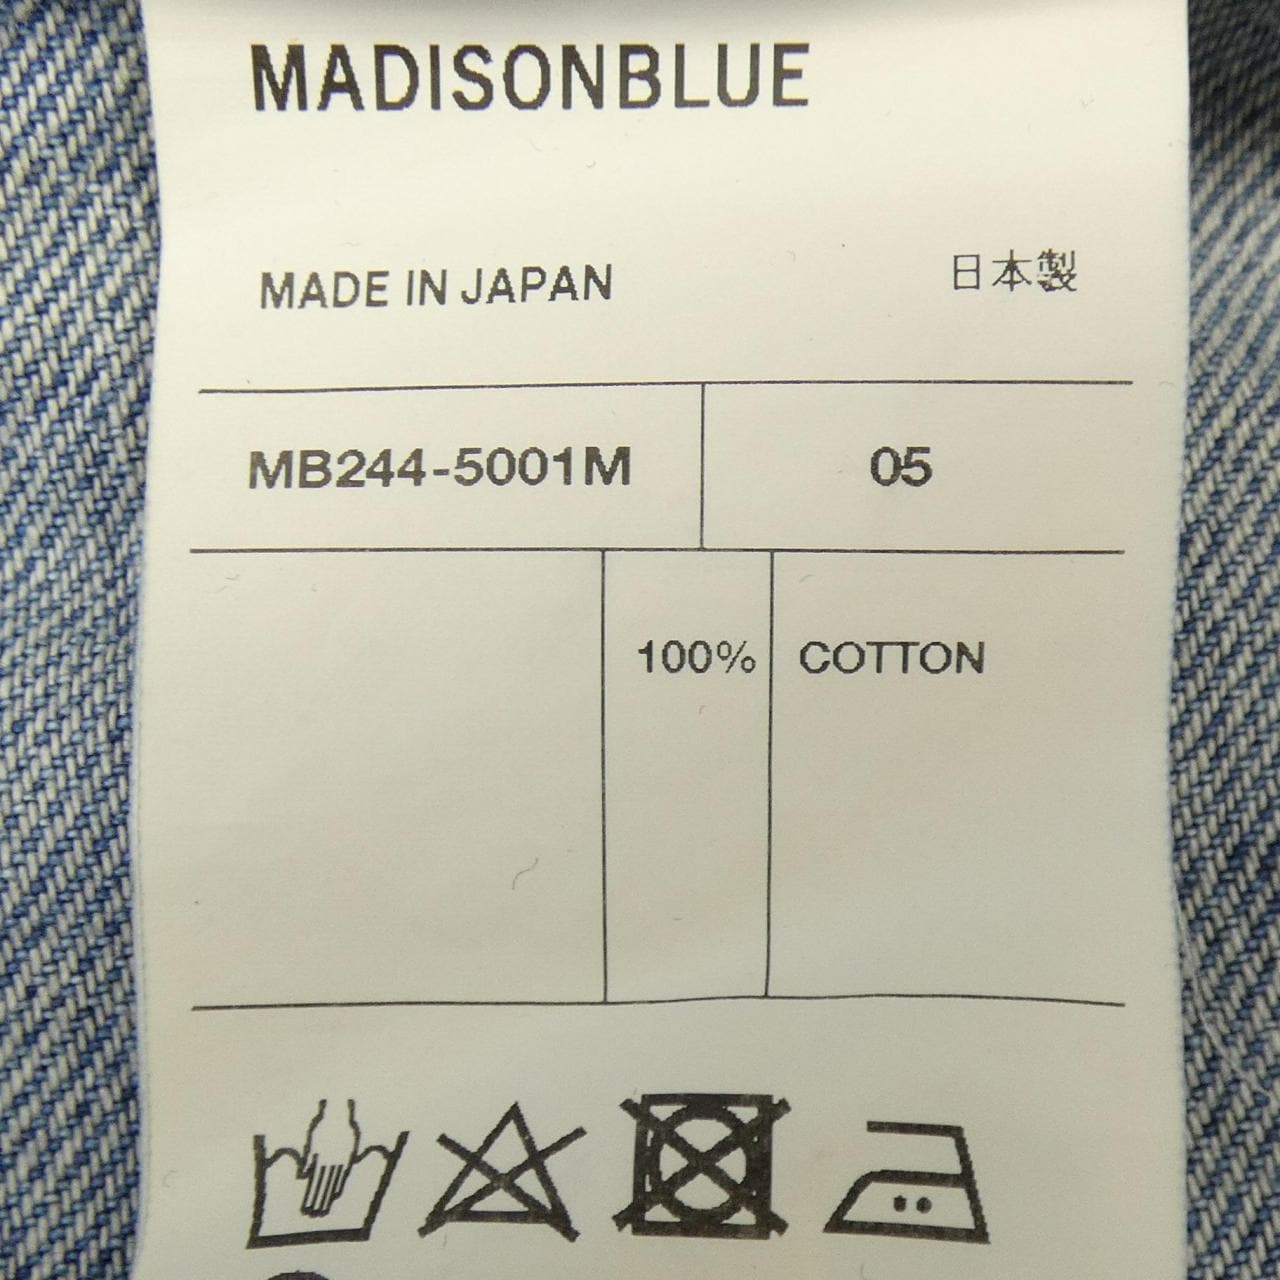 MADISONBLUE
MADE IN JAPAN 日本製
MB244-5001M 05
100% COTTON